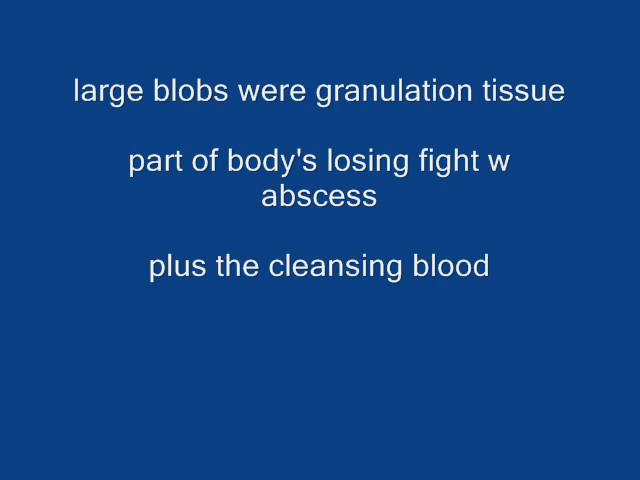 large blobs were granulation tissue
part of body's losing fight w
abscess
plus the cleansing blood